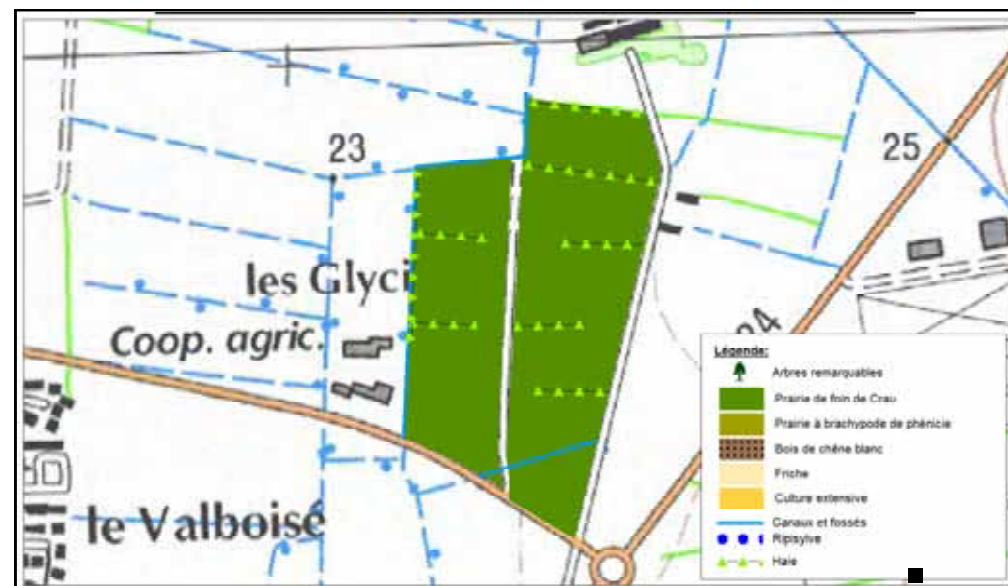 23
25
les Glyci
Coop. agric.
24
le Valboisé
Légende:
Arbres remarquables
Prairie de foin de Crau
Prairie à brachypode de phénicie
Bois de chêne blanc
Friche
Culture extensive
Canaux et fossés
Ripisylve
Haie